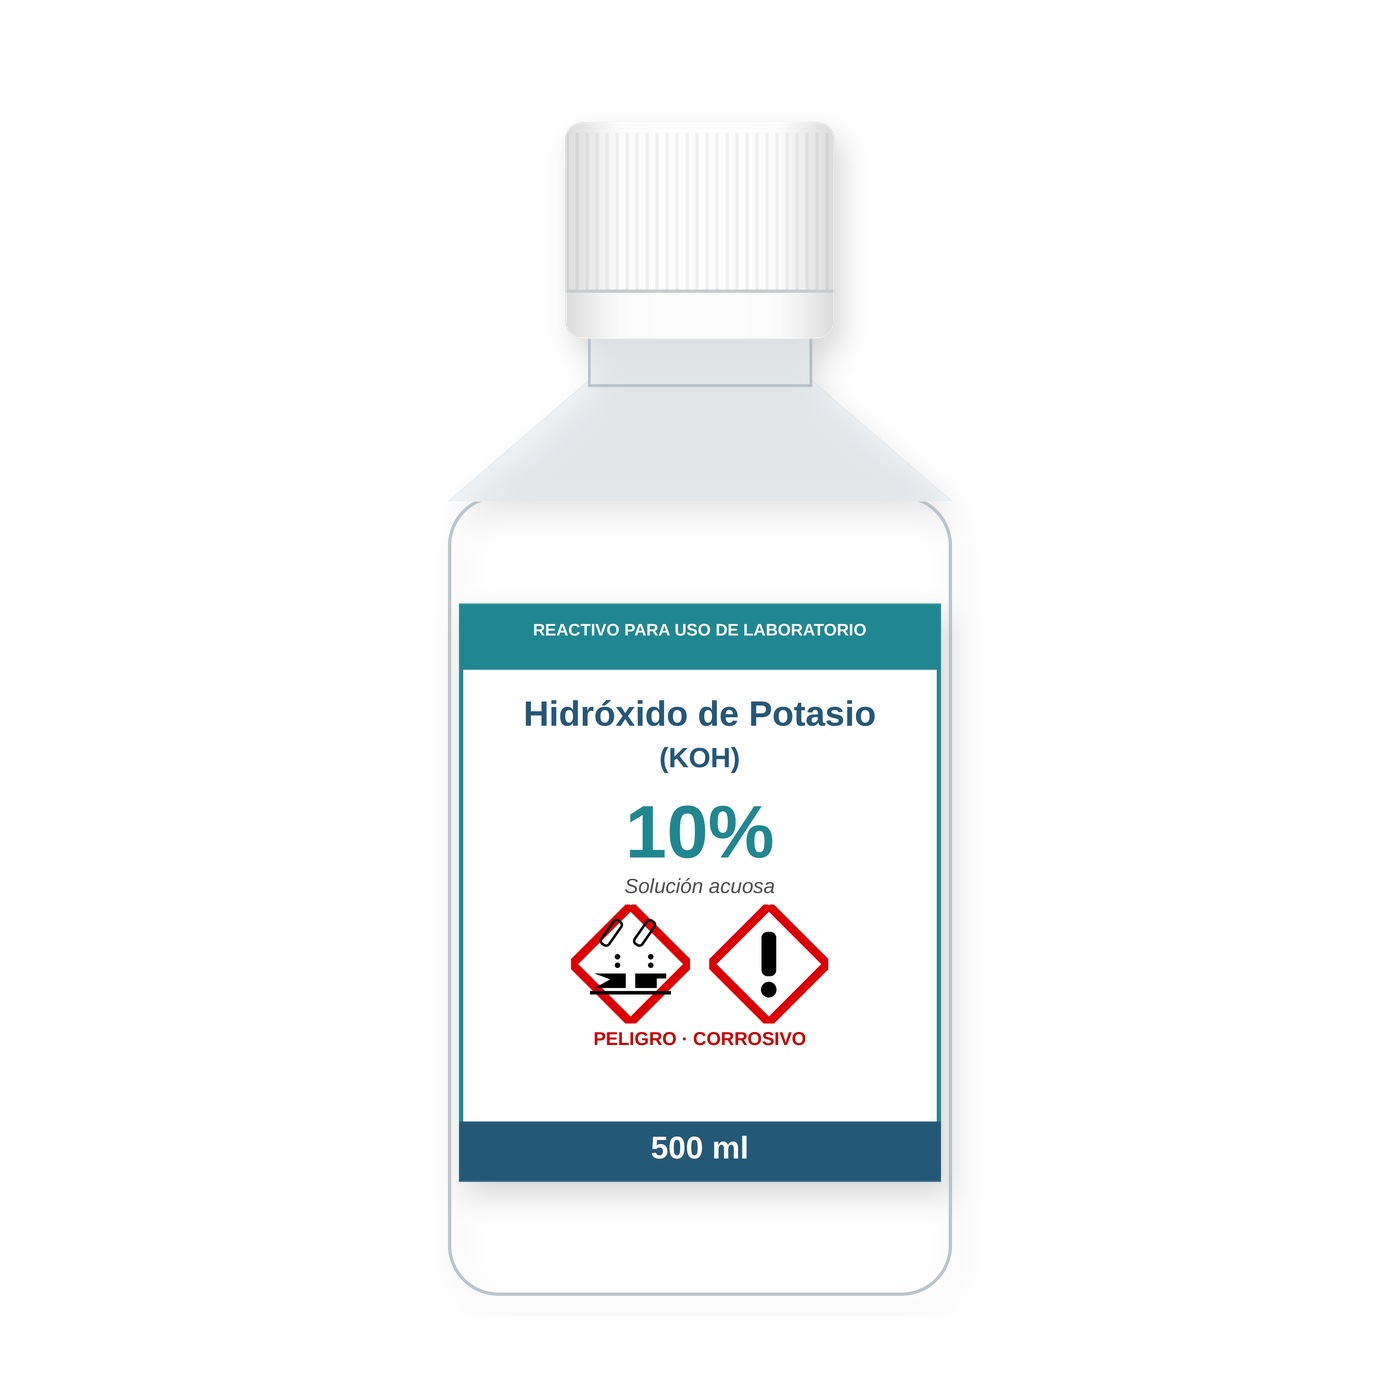 REACTIVO PARA USO DE LABORATORIO
Hidróxido de Potasio
(KOH)
10%
Solución acuosa
PELIGRO · CORROSIVO
500 ml